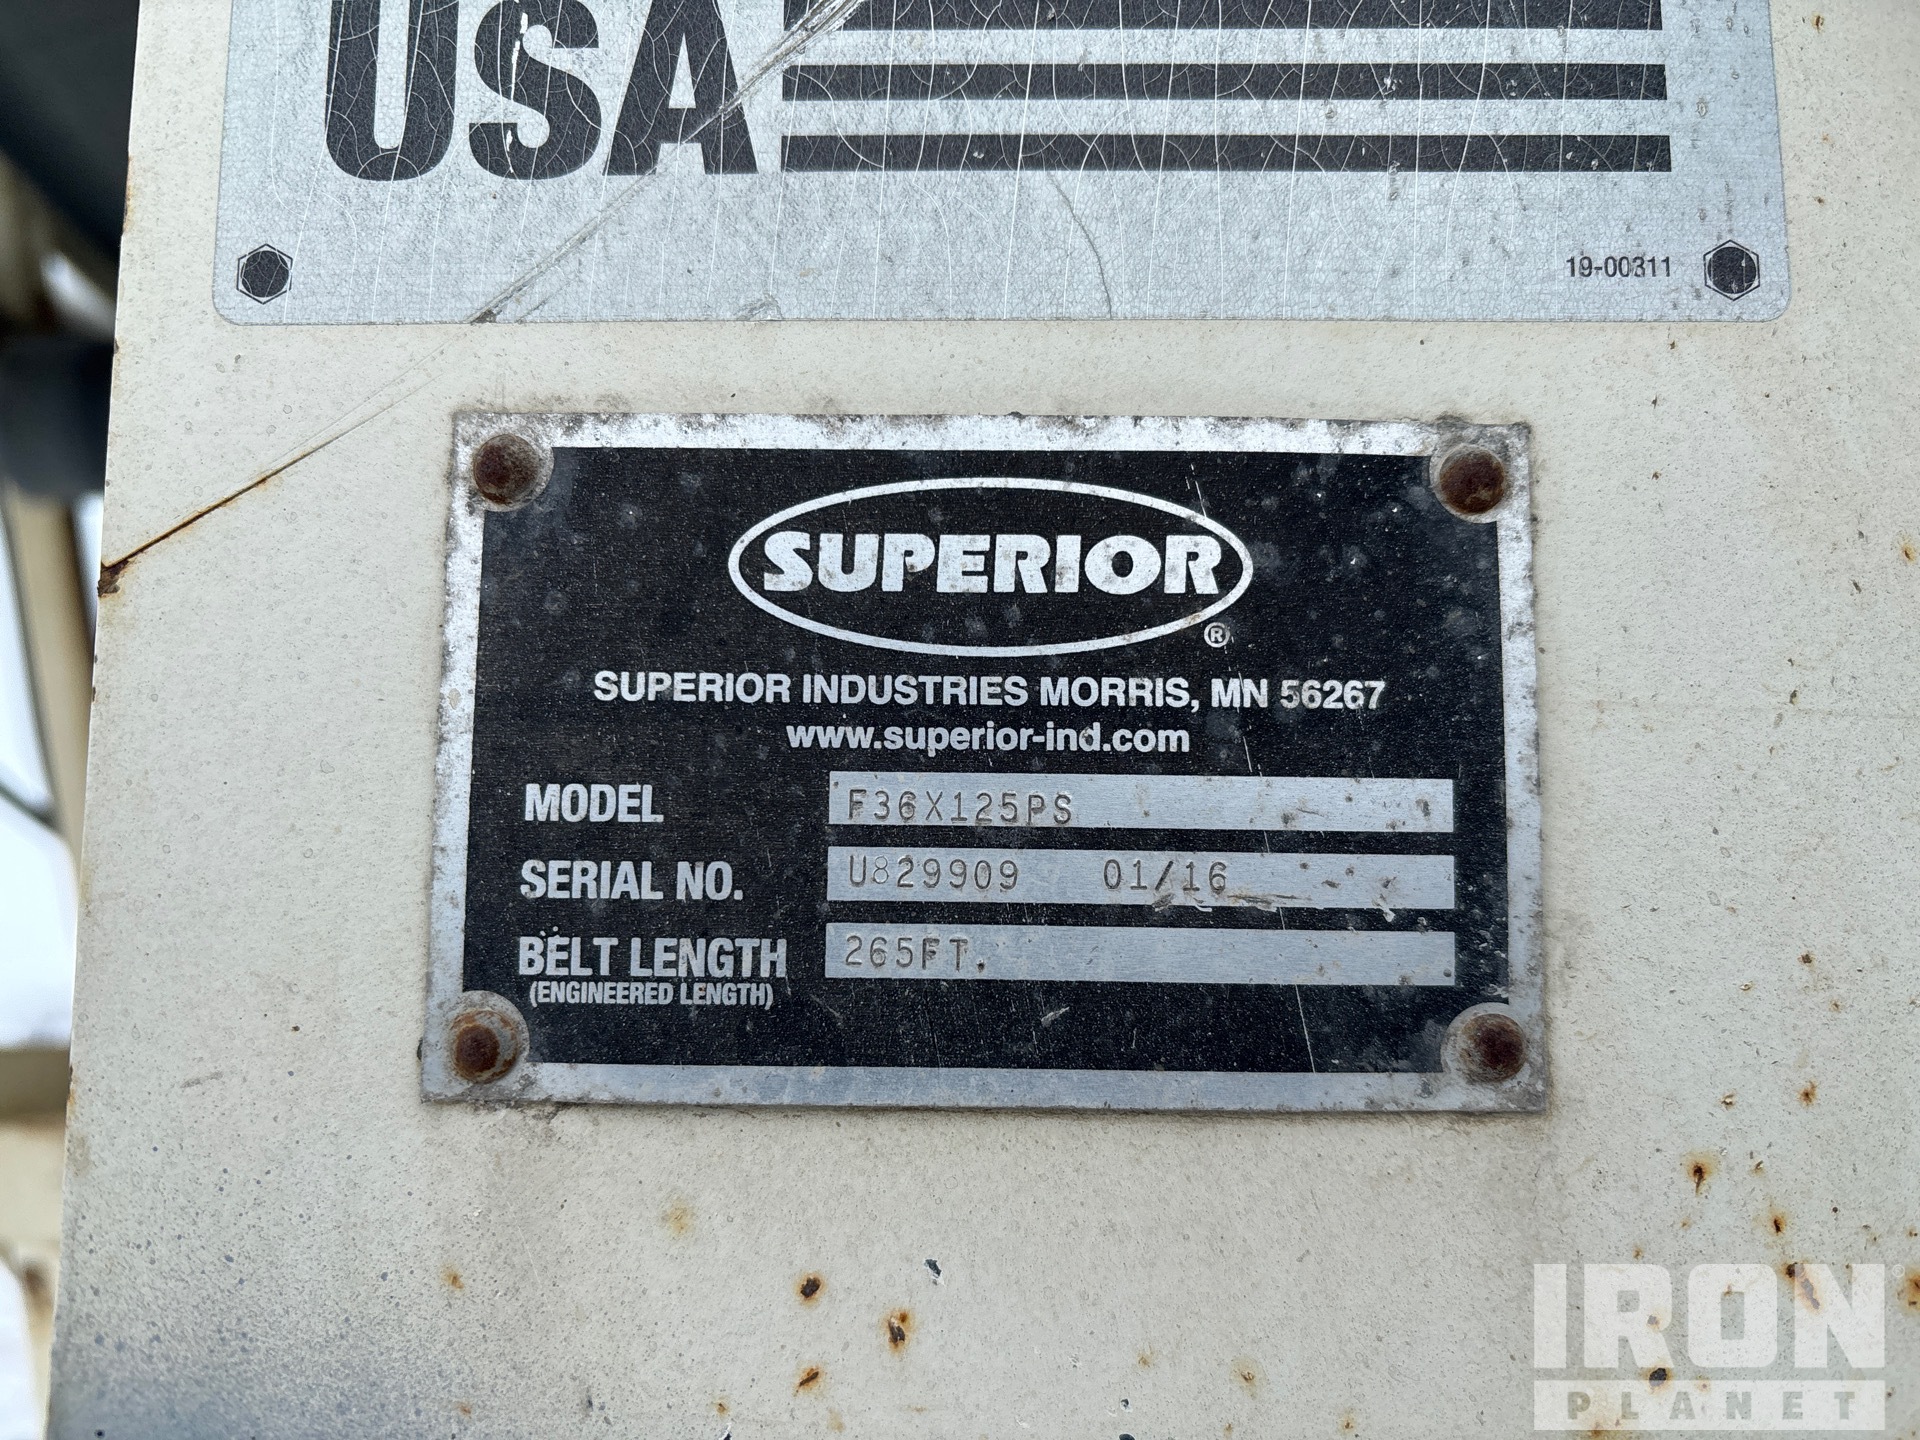 USA
19-00311
SUPERIOR
®
SUPERIOR INDUSTRIES MORRIS, MN 56267
www.superior-ind.com
MODEL F36X125PS
SERIAL NO. U829909 01/16
BELT LENGTH 265FT.
(ENGINEERED LENGTH)
IRON
PLANET